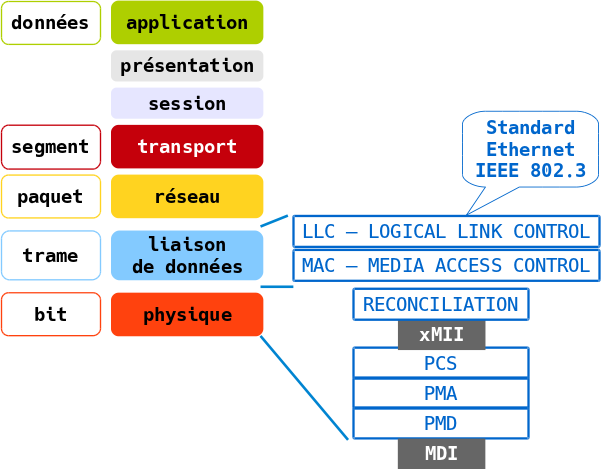 données
application
présentation
session
segment
transport
paquet
réseau
trame
liaison
de données
bit
physique
Standard
Ethernet
IEEE 802.3
LLC – LOGICAL LINK CONTROL
MAC – MEDIA ACCESS CONTROL
RECONCILIATION
xMII
PCS
PMA
PMD
MDI